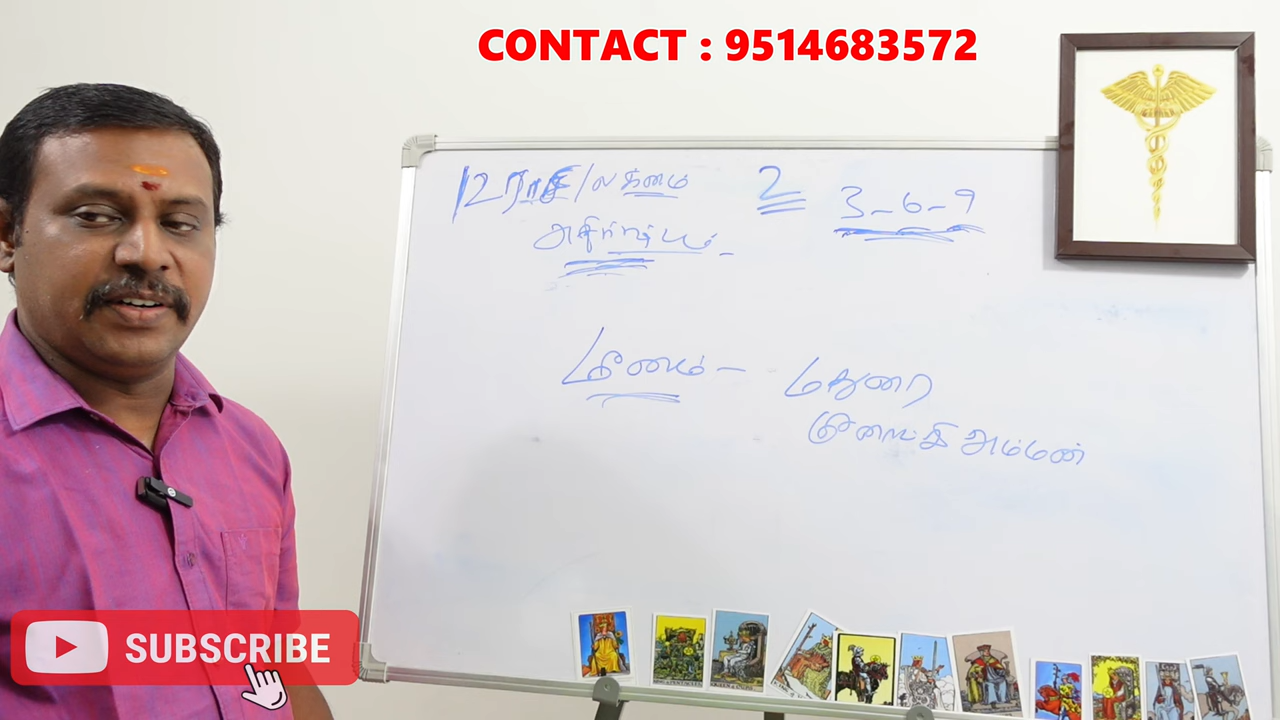 CONTACT : 9514683572
12 ராசி/லக்னம் 2 3-6-9
அதிர்ஷ்டம் -
மீனம் - மதுரை
மீனாட்சி அம்மன்
SUBSCRIBE